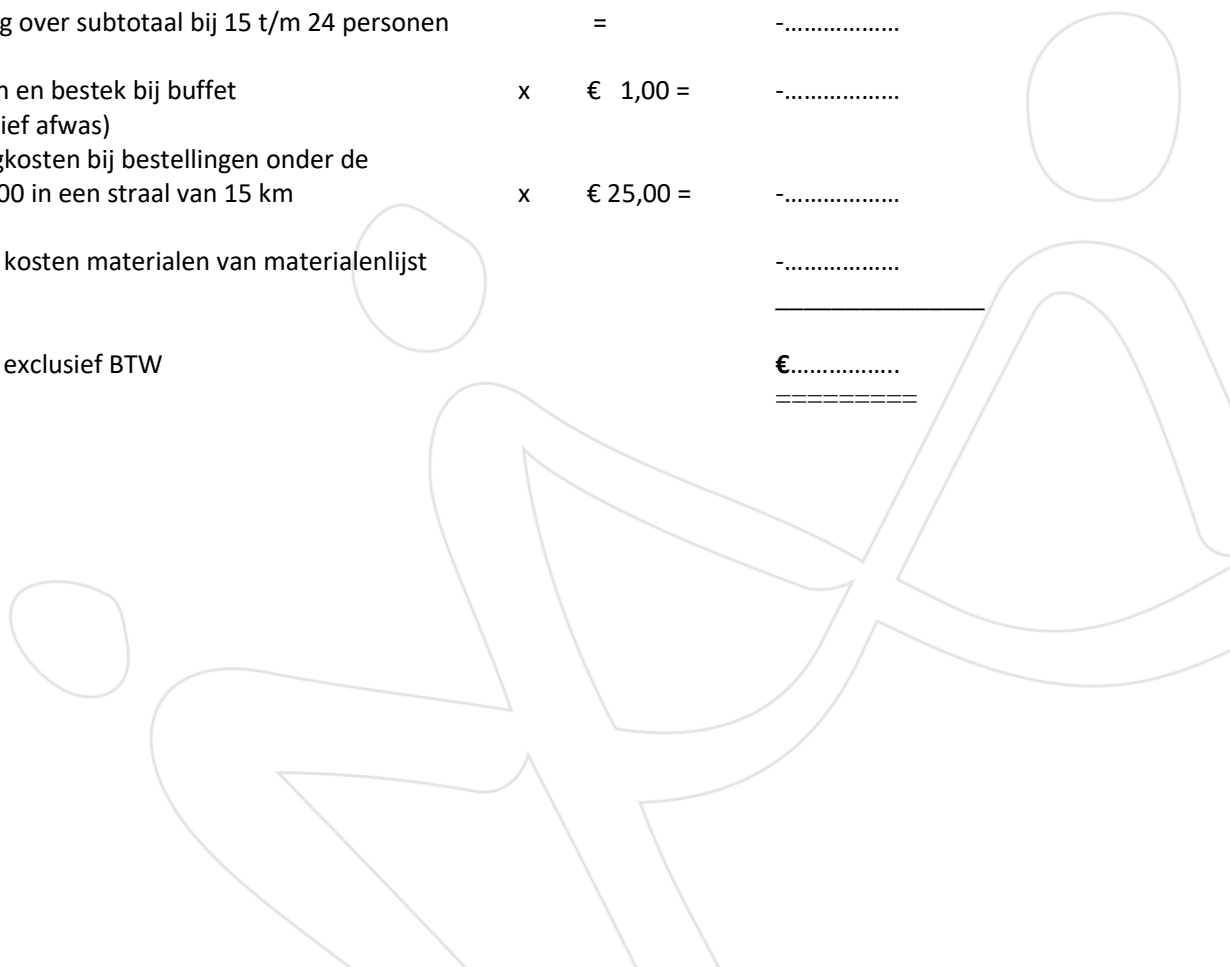 g over subtotaal bij 15 t/m 24 personen = -………………
n en bestek bij buffet x € 1,00 = -………………
ief afwas)
gkosten bij bestellingen onder de
00 in een straal van 15 km x € 25,00 = -………………
kosten materialen van materialenlijst -………………
_______________
exclusief BTW €……………..
=========